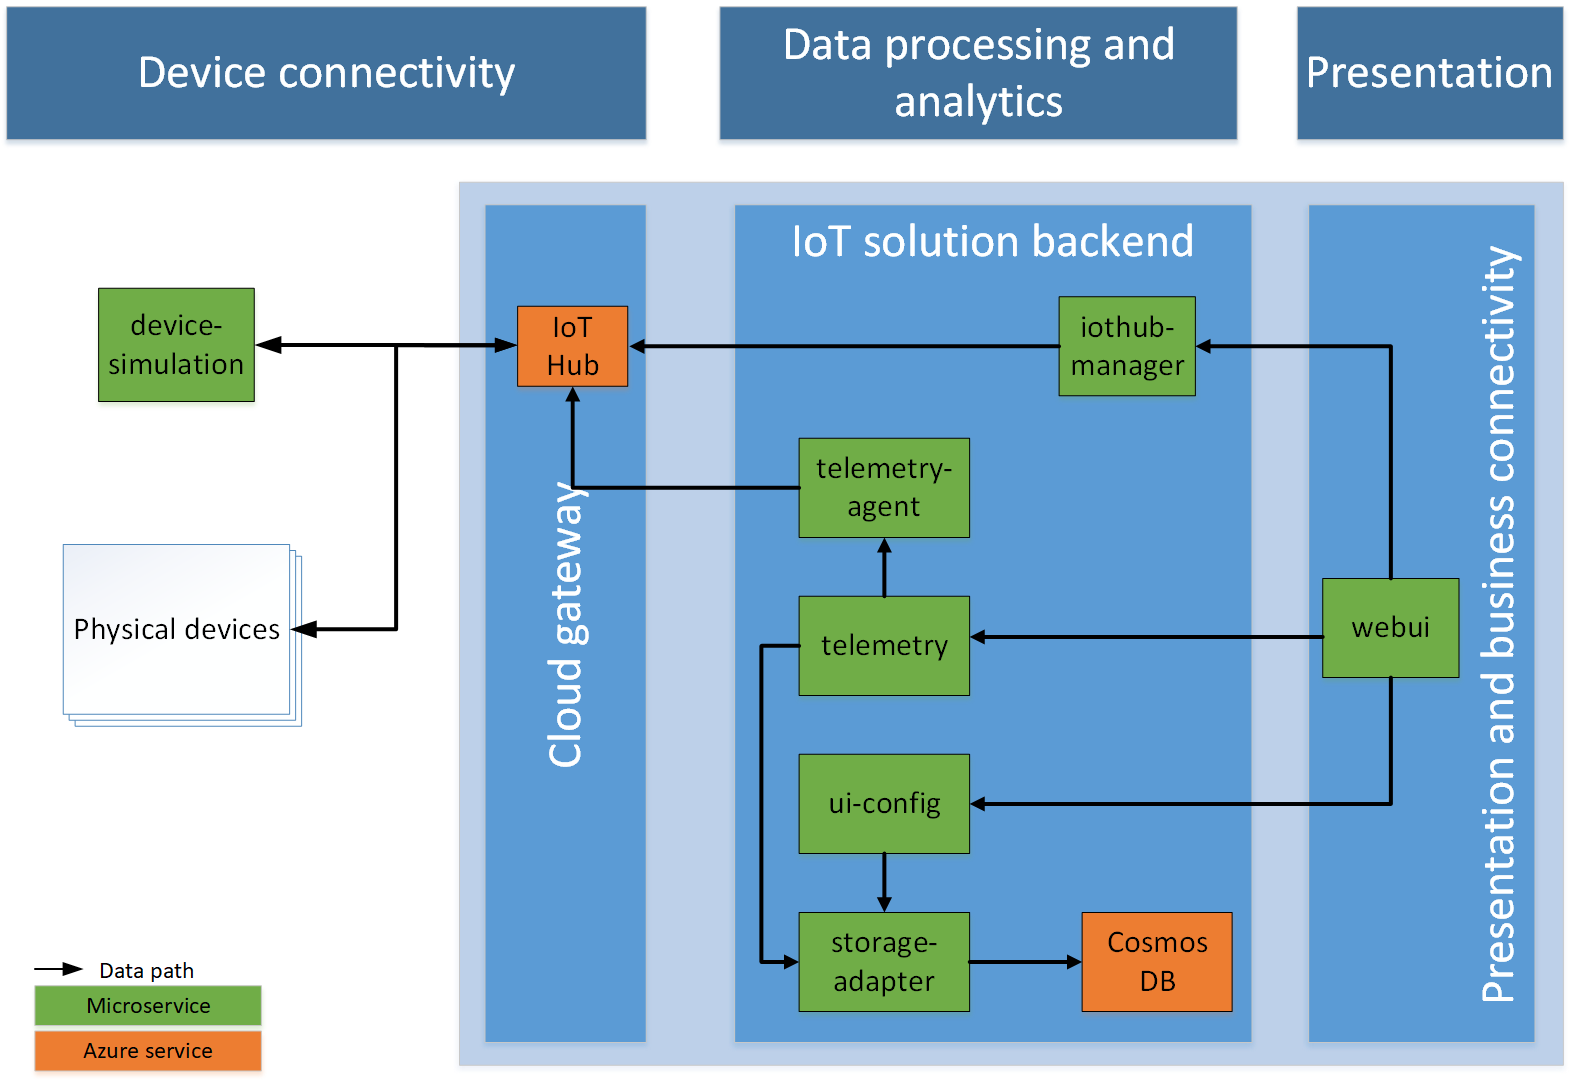 Device connectivity
Data processing and
analytics
Presentation
IoT solution backend
device-
simulation
IoT
Hub
iothub-
manager
telemetry-
agent
Cloud gateway
Physical devices
telemetry
webui
Presentation and business connectivity
ui-config
storage-
adapter
Cosmos
DB
Data path
Microservice
Azure service